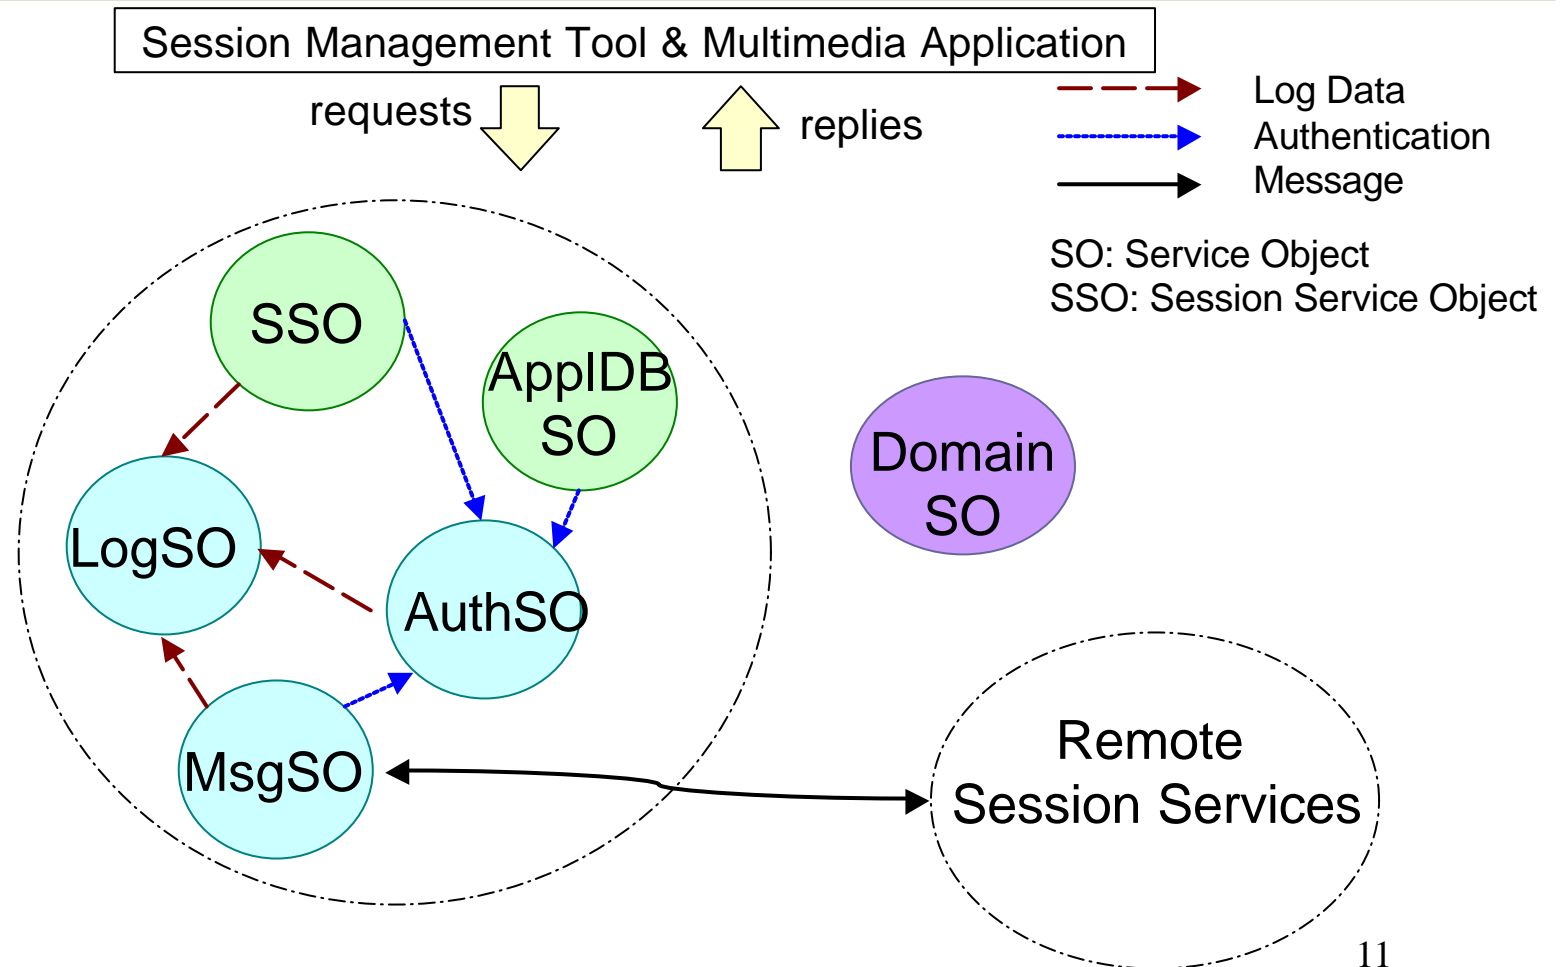 Session Management Tool & Multimedia Application
requests
replies
Log Data
Authentication
Message
SO: Service Object
SSO: Session Service Object
SSO
ApplDB
SO
Domain
SO
LogSO
AuthSO
MsgSO
Remote
Session Services
11